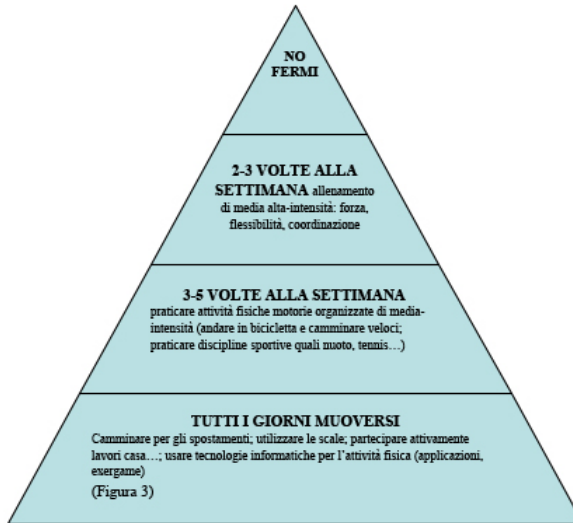 NO
FERMI
2-3 VOLTE ALLA
SETTIMANA allenamento
di media alta-intensità: forza,
flessibilità, coordinazione
3-5 VOLTE ALLA SETTIMANA
praticare attività fisiche motorie organizzate di media-
intensità (andare in bicicletta e camminare veloci;
praticare discipline sportive quali nuoto, tennis…)
TUTTI I GIORNI MUOVERSI
Camminare per gli spostamenti; utilizzare le scale; partecipare attivamente
lavori casa…; usare tecnologie informatiche per l’attività fisica (applicazioni,
exergame)
(Figura 3)